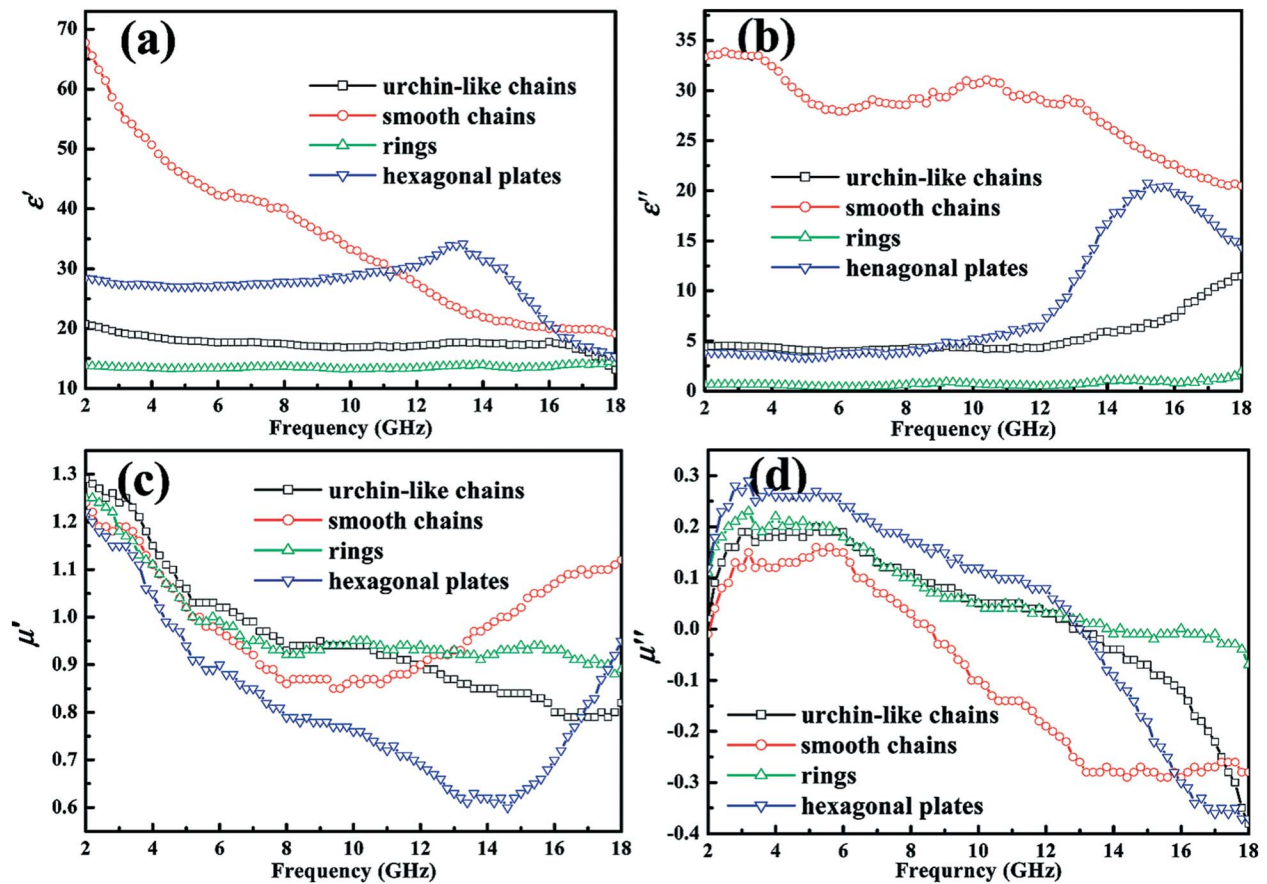 (a)
70
60
50
40
30
20
10
ε'
urchin-like chains
smooth chains
rings
hexagonal plates
2 4 6 8 10 12 14 16 18
Frequency (GHz)
(b)
35
30
25
20
15
10
5
0
ε''
urchin-like chains
smooth chains
rings
henagonal plates
2 4 6 8 10 12 14 16 18
Frequency (GHz)
(c)
1.3
1.2
1.1
1.0
0.9
0.8
0.7
0.6
μ'
urchin-like chains
smooth chains
rings
hexagonal plates
2 4 6 8 10 12 14 16 18
Frequency (GHz)
(d)
0.3
0.2
0.1
0.0
-0.1
-0.2
-0.3
-0.4
μ''
urchin-like chains
smooth chains
rings
hexagonal plates
2 4 6 8 10 12 14 16 18
Frequrncy (GHz)